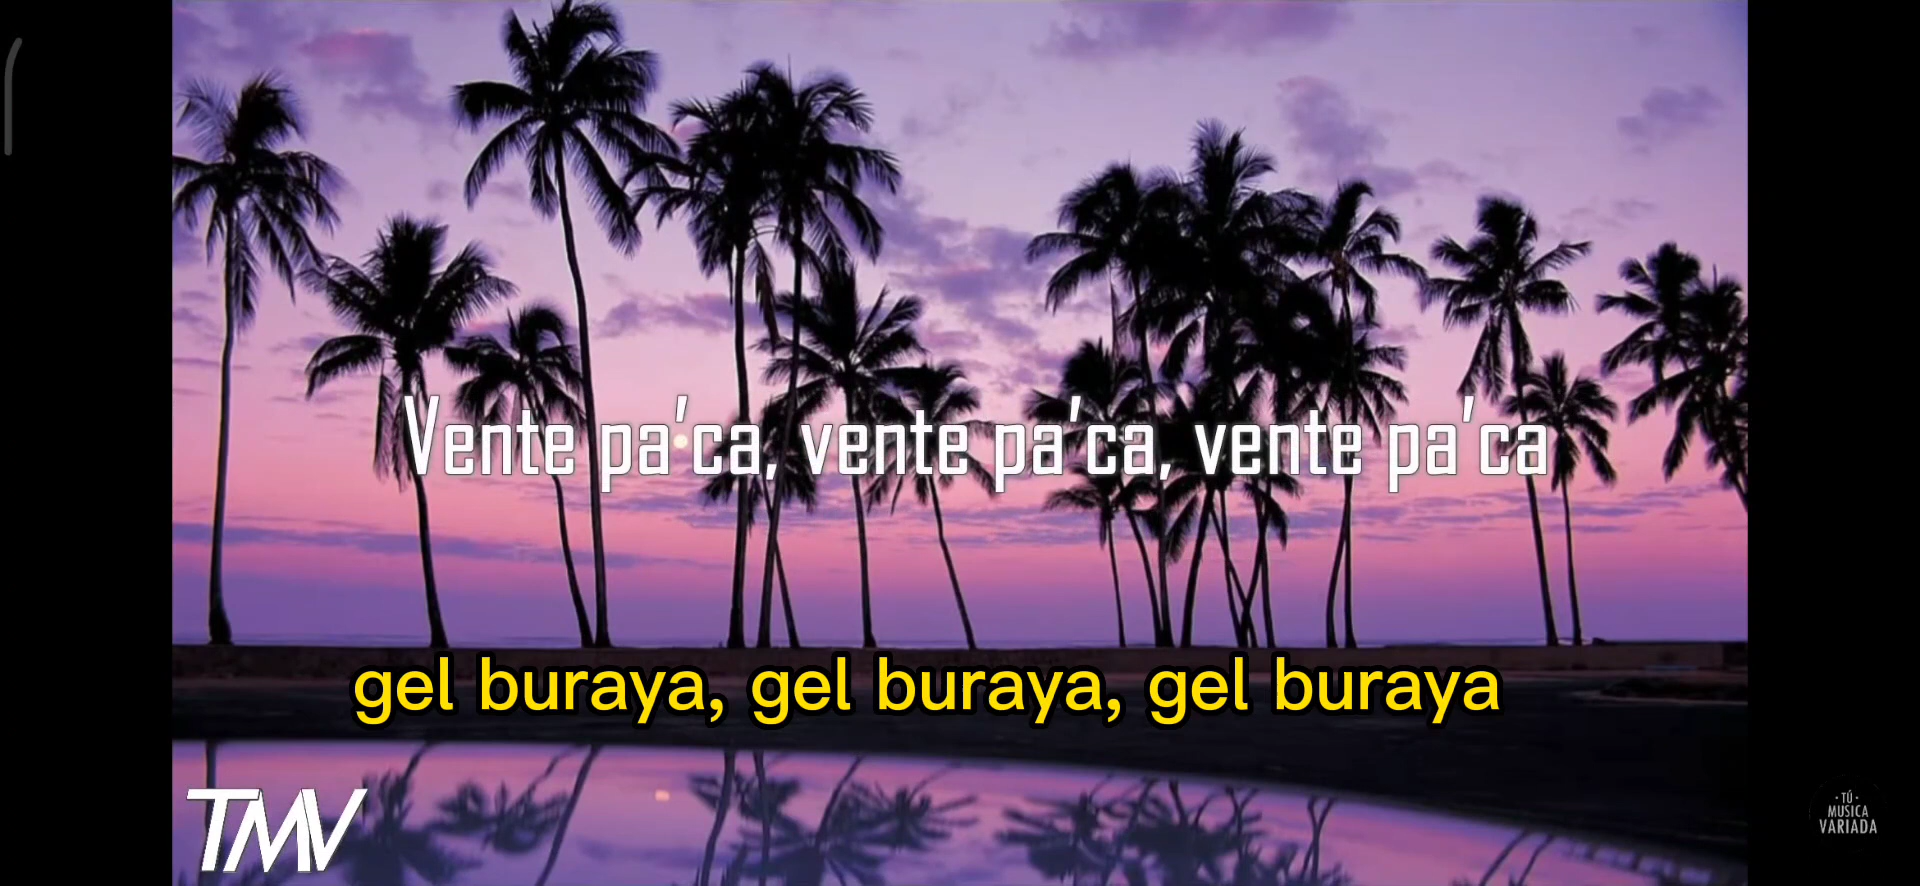 Vente pa'ca, vente pa'ca, vente pa'ca
gel buraya, gel buraya, gel buraya
TMV
·TÚ·
MUSICA
VARIADA